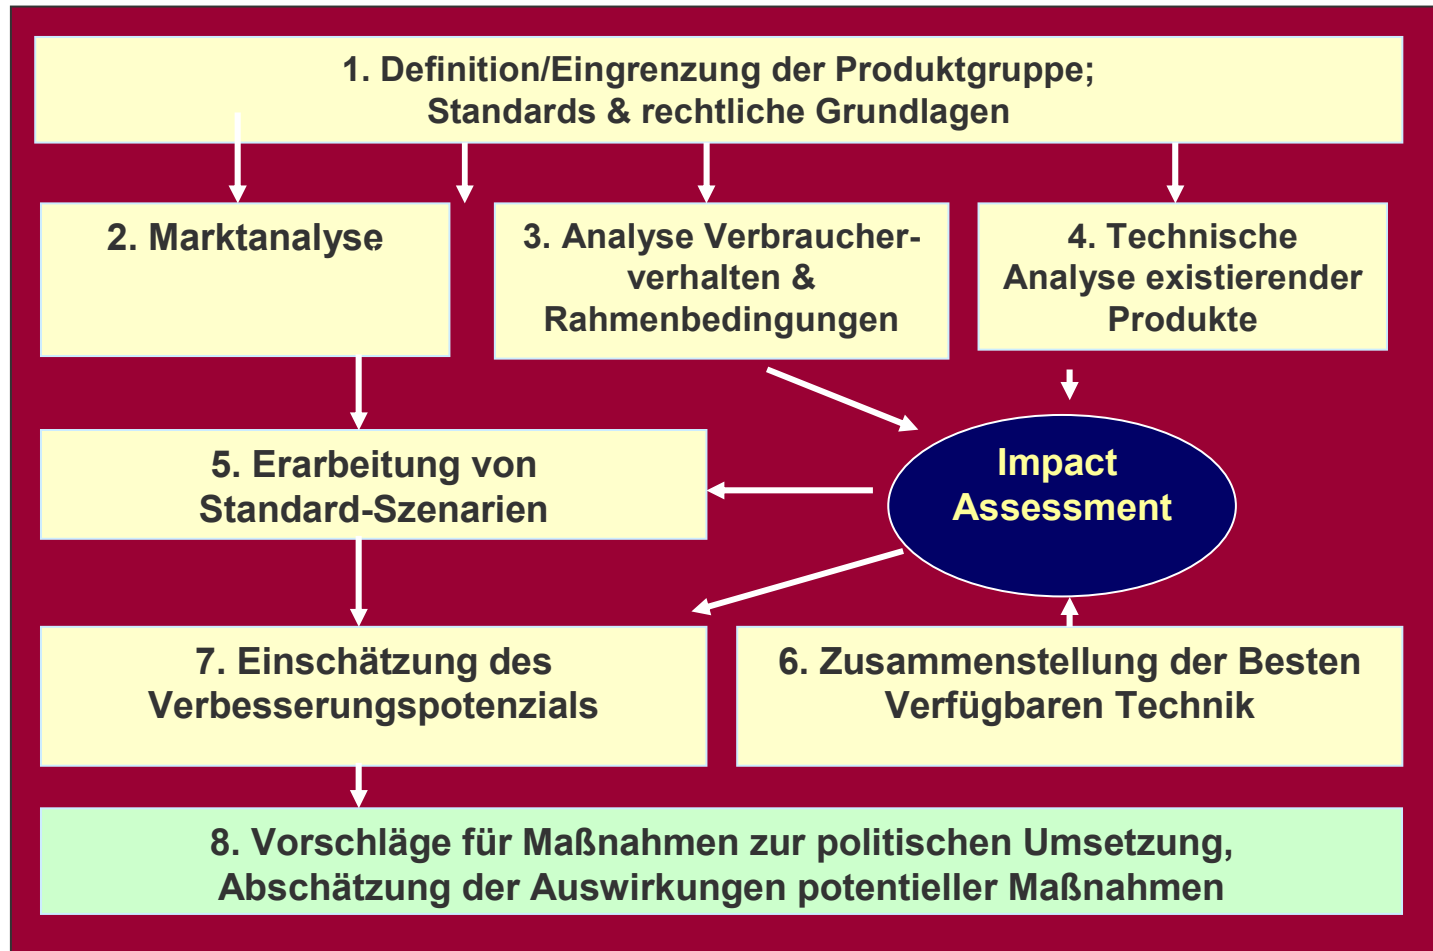 1. Definition/Eingrenzung der Produktgruppe;
Standards & rechtliche Grundlagen
2. Marktanalyse
3. Analyse Verbraucher-
verhalten &
Rahmenbedingungen
4. Technische
Analyse existierender
Produkte
5. Erarbeitung von
Standard-Szenarien
Impact
Assessment
7. Einschätzung des
Verbesserungspotenzials
6. Zusammenstellung der Besten
Verfügbaren Technik
8. Vorschläge für Maßnahmen zur politischen Umsetzung,
Abschätzung der Auswirkungen potentieller Maßnahmen